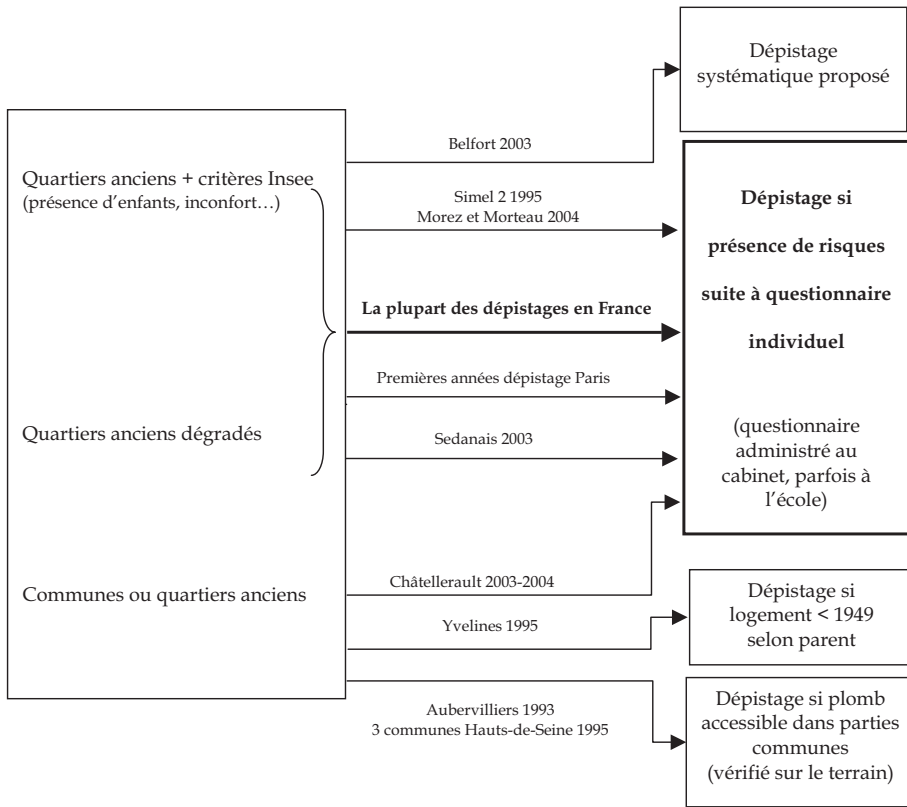 Dépistage
systématique proposé
Belfort 2003
Quartiers anciens + critères Insee
(présence d'enfants, inconfort…)
Simel 2 1995
Morez et Morteau 2004
Dépistage si
présence de risques
suite à questionnaire
individuel
La plupart des dépistages en France
Premières années dépistage Paris
Quartiers anciens dégradés
Sedanais 2003
(questionnaire
administré au
cabinet, parfois à
l'école)
Communes ou quartiers anciens
Châtellerault 2003-2004
Yvelines 1995
Dépistage si
logement < 1949
selon parent
Aubervilliers 1993
3 communes Hauts-de-Seine 1995
Dépistage si plomb
accessible dans parties
communes
(vérifié sur le terrain)